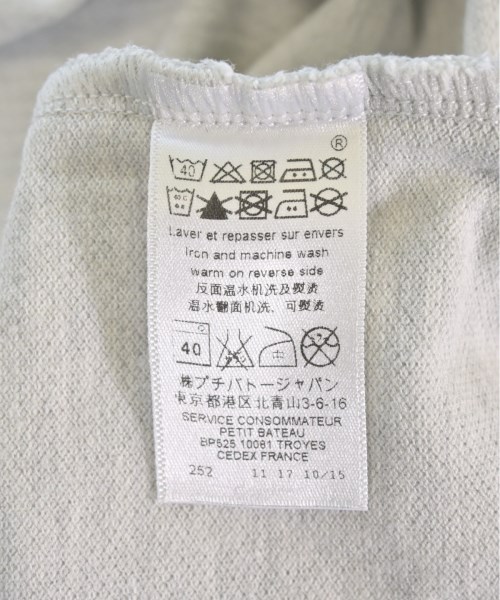 ®
40
40 C
Laver et repasser sur envers
Iron and machine wash
warm on reverse side
反面温水机洗及熨烫
温水翻面机洗、可熨烫
40
株プチバトージャパン
東京都港区北青山3-6-16
SERVICE CONSOMMATEUR
PETIT BATEAU
BP525 10081 TROYES
CEDEX FRANCE
252 11 17 10/15